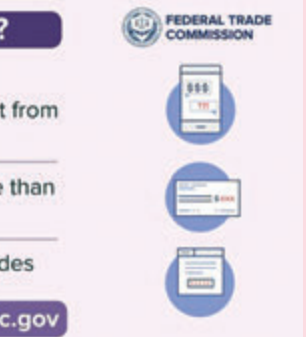 ?
FEDERAL TRADE
COMMISSION
t from
e than
des
c.gov